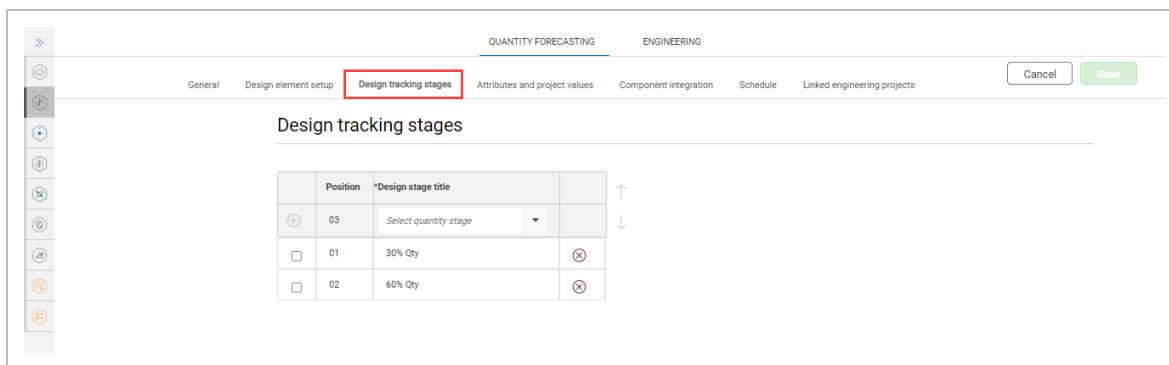 QUANTITY FORECASTING ENGINEERING
General Design element setup Design tracking stages Attributes and project values Component integration Schedule Linked engineering projects Cancel Save
Design tracking stages
Position *Design stage title
03 Select quantity stage
01 30% Qty
02 60% Qty